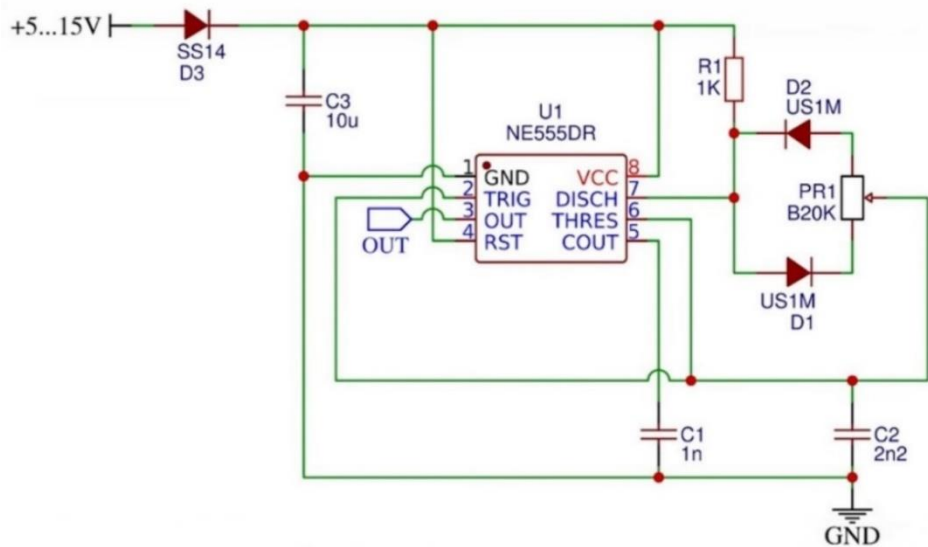 +5...15V
SS14
D3
C3
10u
R1
1K
D2
US1M
U1
NE555DR
1
GND
VCC
8
2
TRIG
DISCH
7
3
OUT
THRES
6
4
RST
COUT
5
OUT
PR1
B20K
US1M
D1
C1
1n
C2
2n2
GND